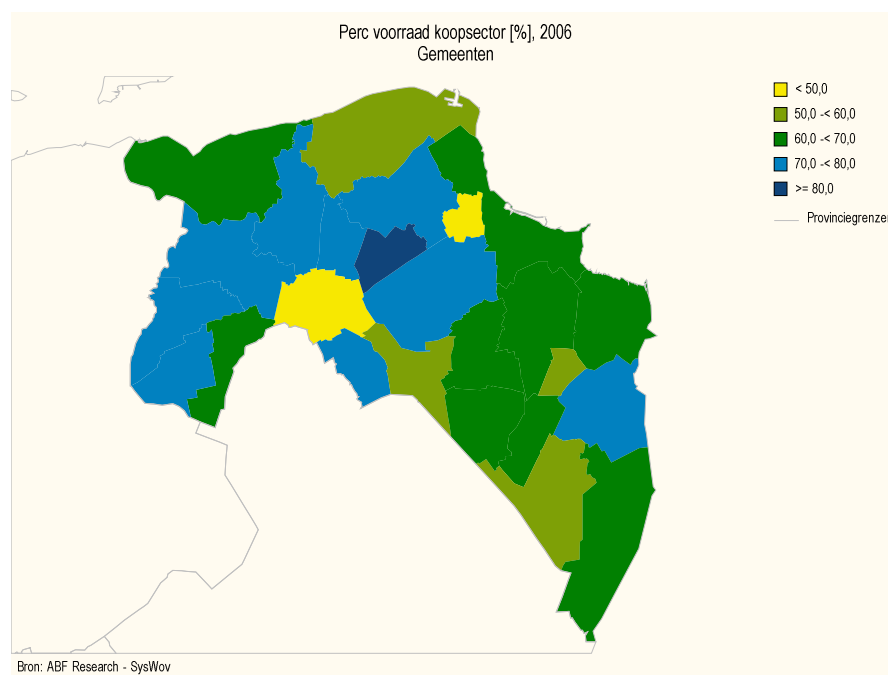 Perc voorraad koopsector [%], 2006
Gemeenten
< 50,0
50,0 -< 60,0
60,0 -< 70,0
70,0 -< 80,0
>= 80,0
Provinciegrenzen
Bron: ABF Research - SysWov